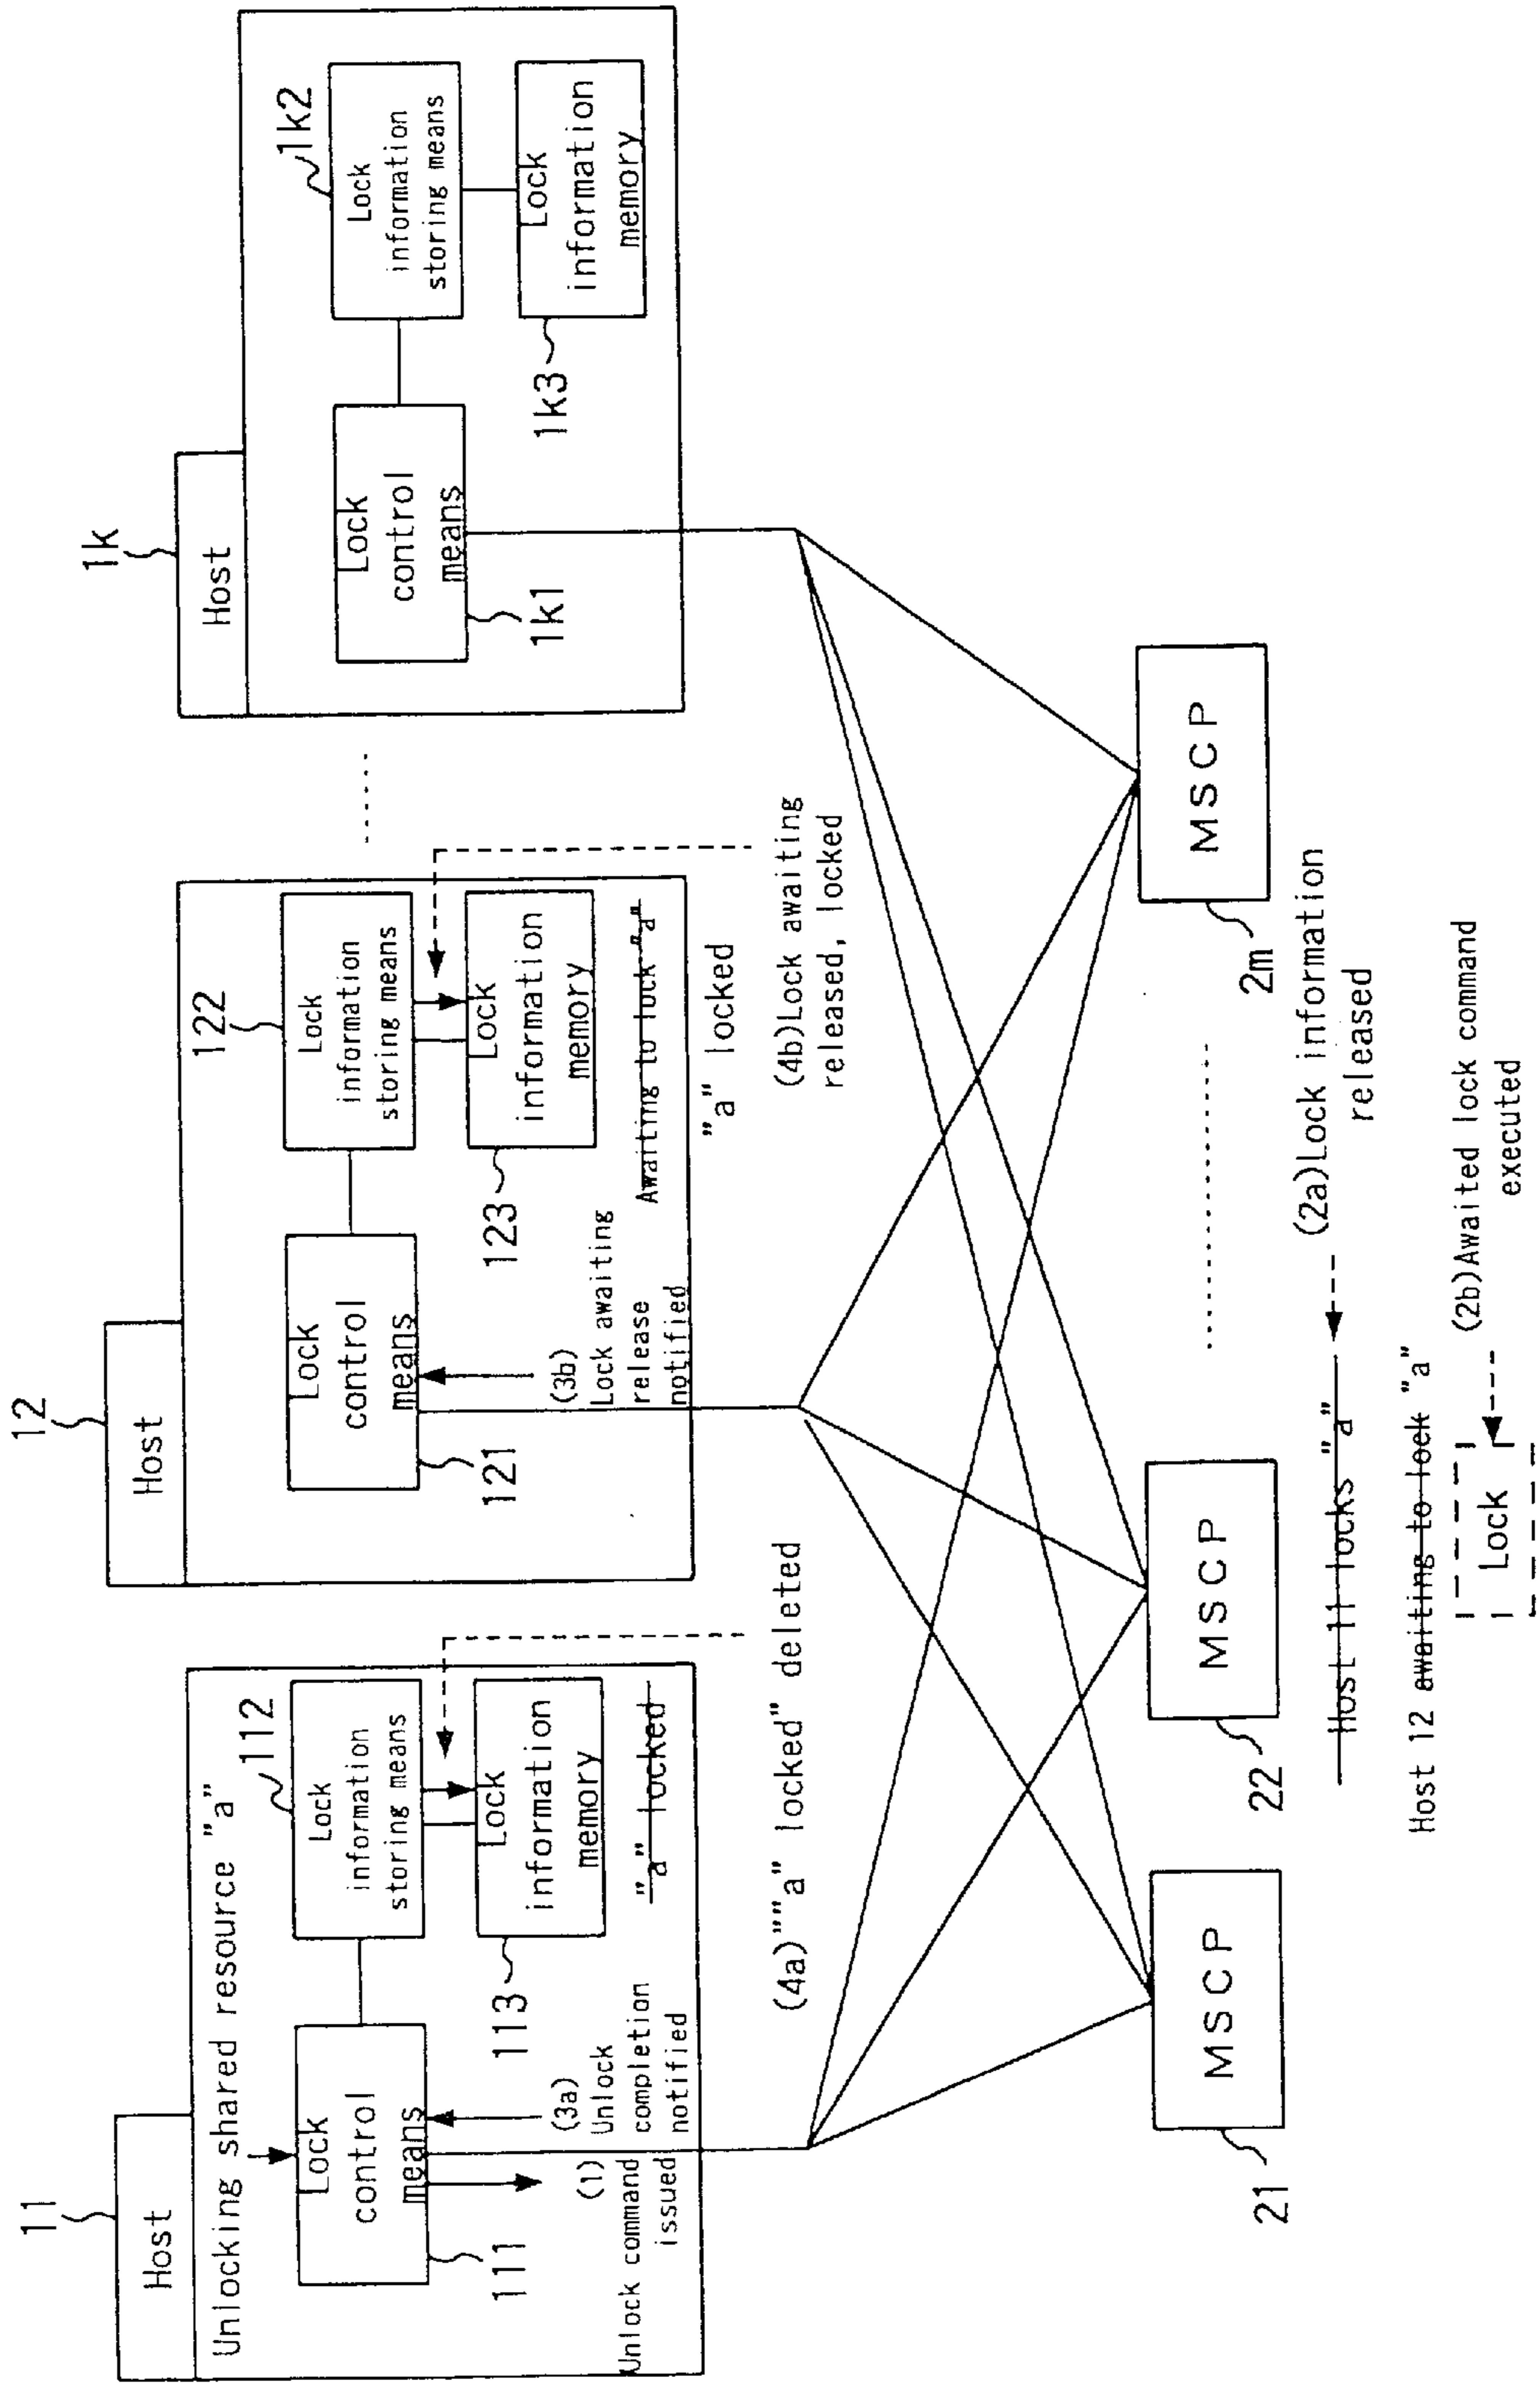 11
Host
Unlocking shared resource "a"
Lock
control
means
111
112
Lock
information
storing means
Lock
information
memory
113
"a" locked
(1)
Unlock command
issued
(3a)
Unlock
completion
notified
(4a)""a" locked" deleted
12
Host
Lock
control
means
121
122
Lock
information
storing means
Lock
information
memory
123
(3b)
Lock awaiting
release
notified
Awaiting to lock "a"
"a" locked
(4b)Lock awaiting
released, locked
1k
Host
Lock
control
means
1k1
1k2
Lock
information
storing means
Lock
information
memory
1k3
MSCP
21
MSCP
22
MSCP
2m
Host 11 locks "a"
(2a)Lock information
released
Host 12 awaiting to lock "a"
Lock
(2b)Awaited lock command
executed